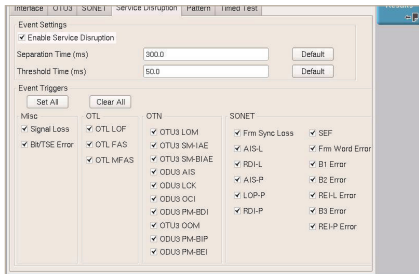 Interface OTU3 SONET Service Disruption Pattern Timed Test
Results
Event Settings
Enable Service Disruption
Separation Time (ms) 300.0 Default
Threshold Time (ms) 50.0 Default
Event Triggers
Set All Clear All
Misc OTL OTN SONET
Signal Loss OTL LOF OTU3 LOM Frm Sync Loss SEF
Bit/TSE Error OTL FAS OTU3 SM-IAE AIS-L Frm Word Error
OTL MFAS OTU3 SM-BIAE RDI-L B1 Error
ODU3 AIS AIS-P B2 Error
ODU3 LCK LOP-P REI-L Error
ODU3 OCI RDI-P B3 Error
ODU3 PM-BDI REI-P Error
OTU3 OOM
ODU3 PM-BIP
ODU3 PM-BEI